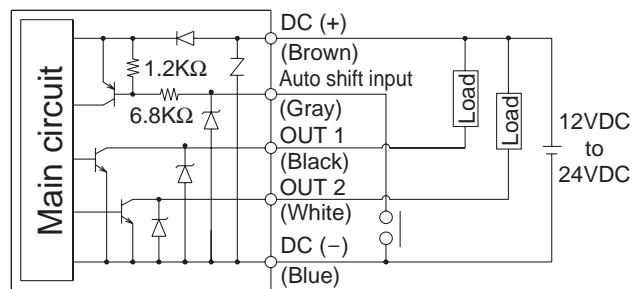 Main circuit
1.2KΩ
6.8KΩ
DC (+)
(Brown)
Auto shift input
(Gray)
OUT 1
(Black)
OUT 2
(White)
DC (−)
(Blue)
Load
Load
12VDC
to
24VDC